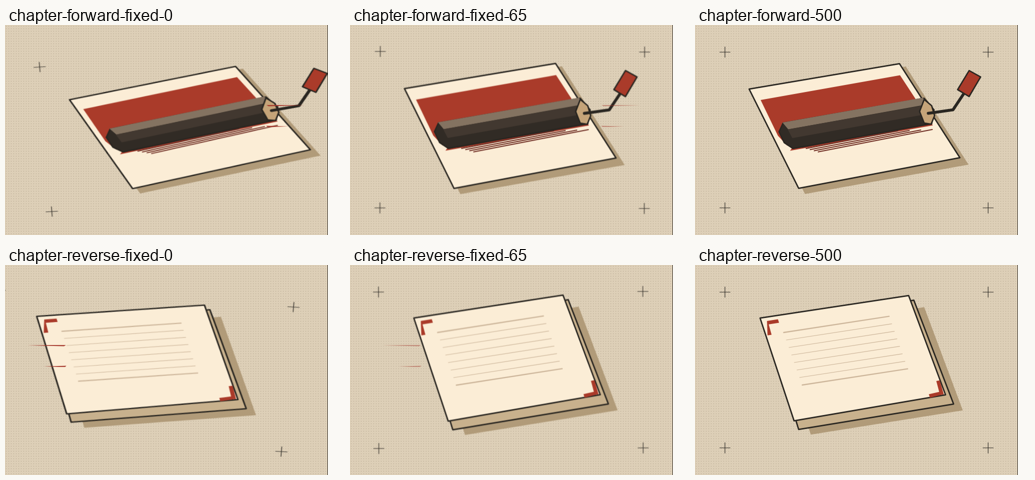 chapter-forward-fixed-0
chapter-forward-fixed-65
chapter-forward-500
chapter-reverse-fixed-0
chapter-reverse-fixed-65
chapter-reverse-500